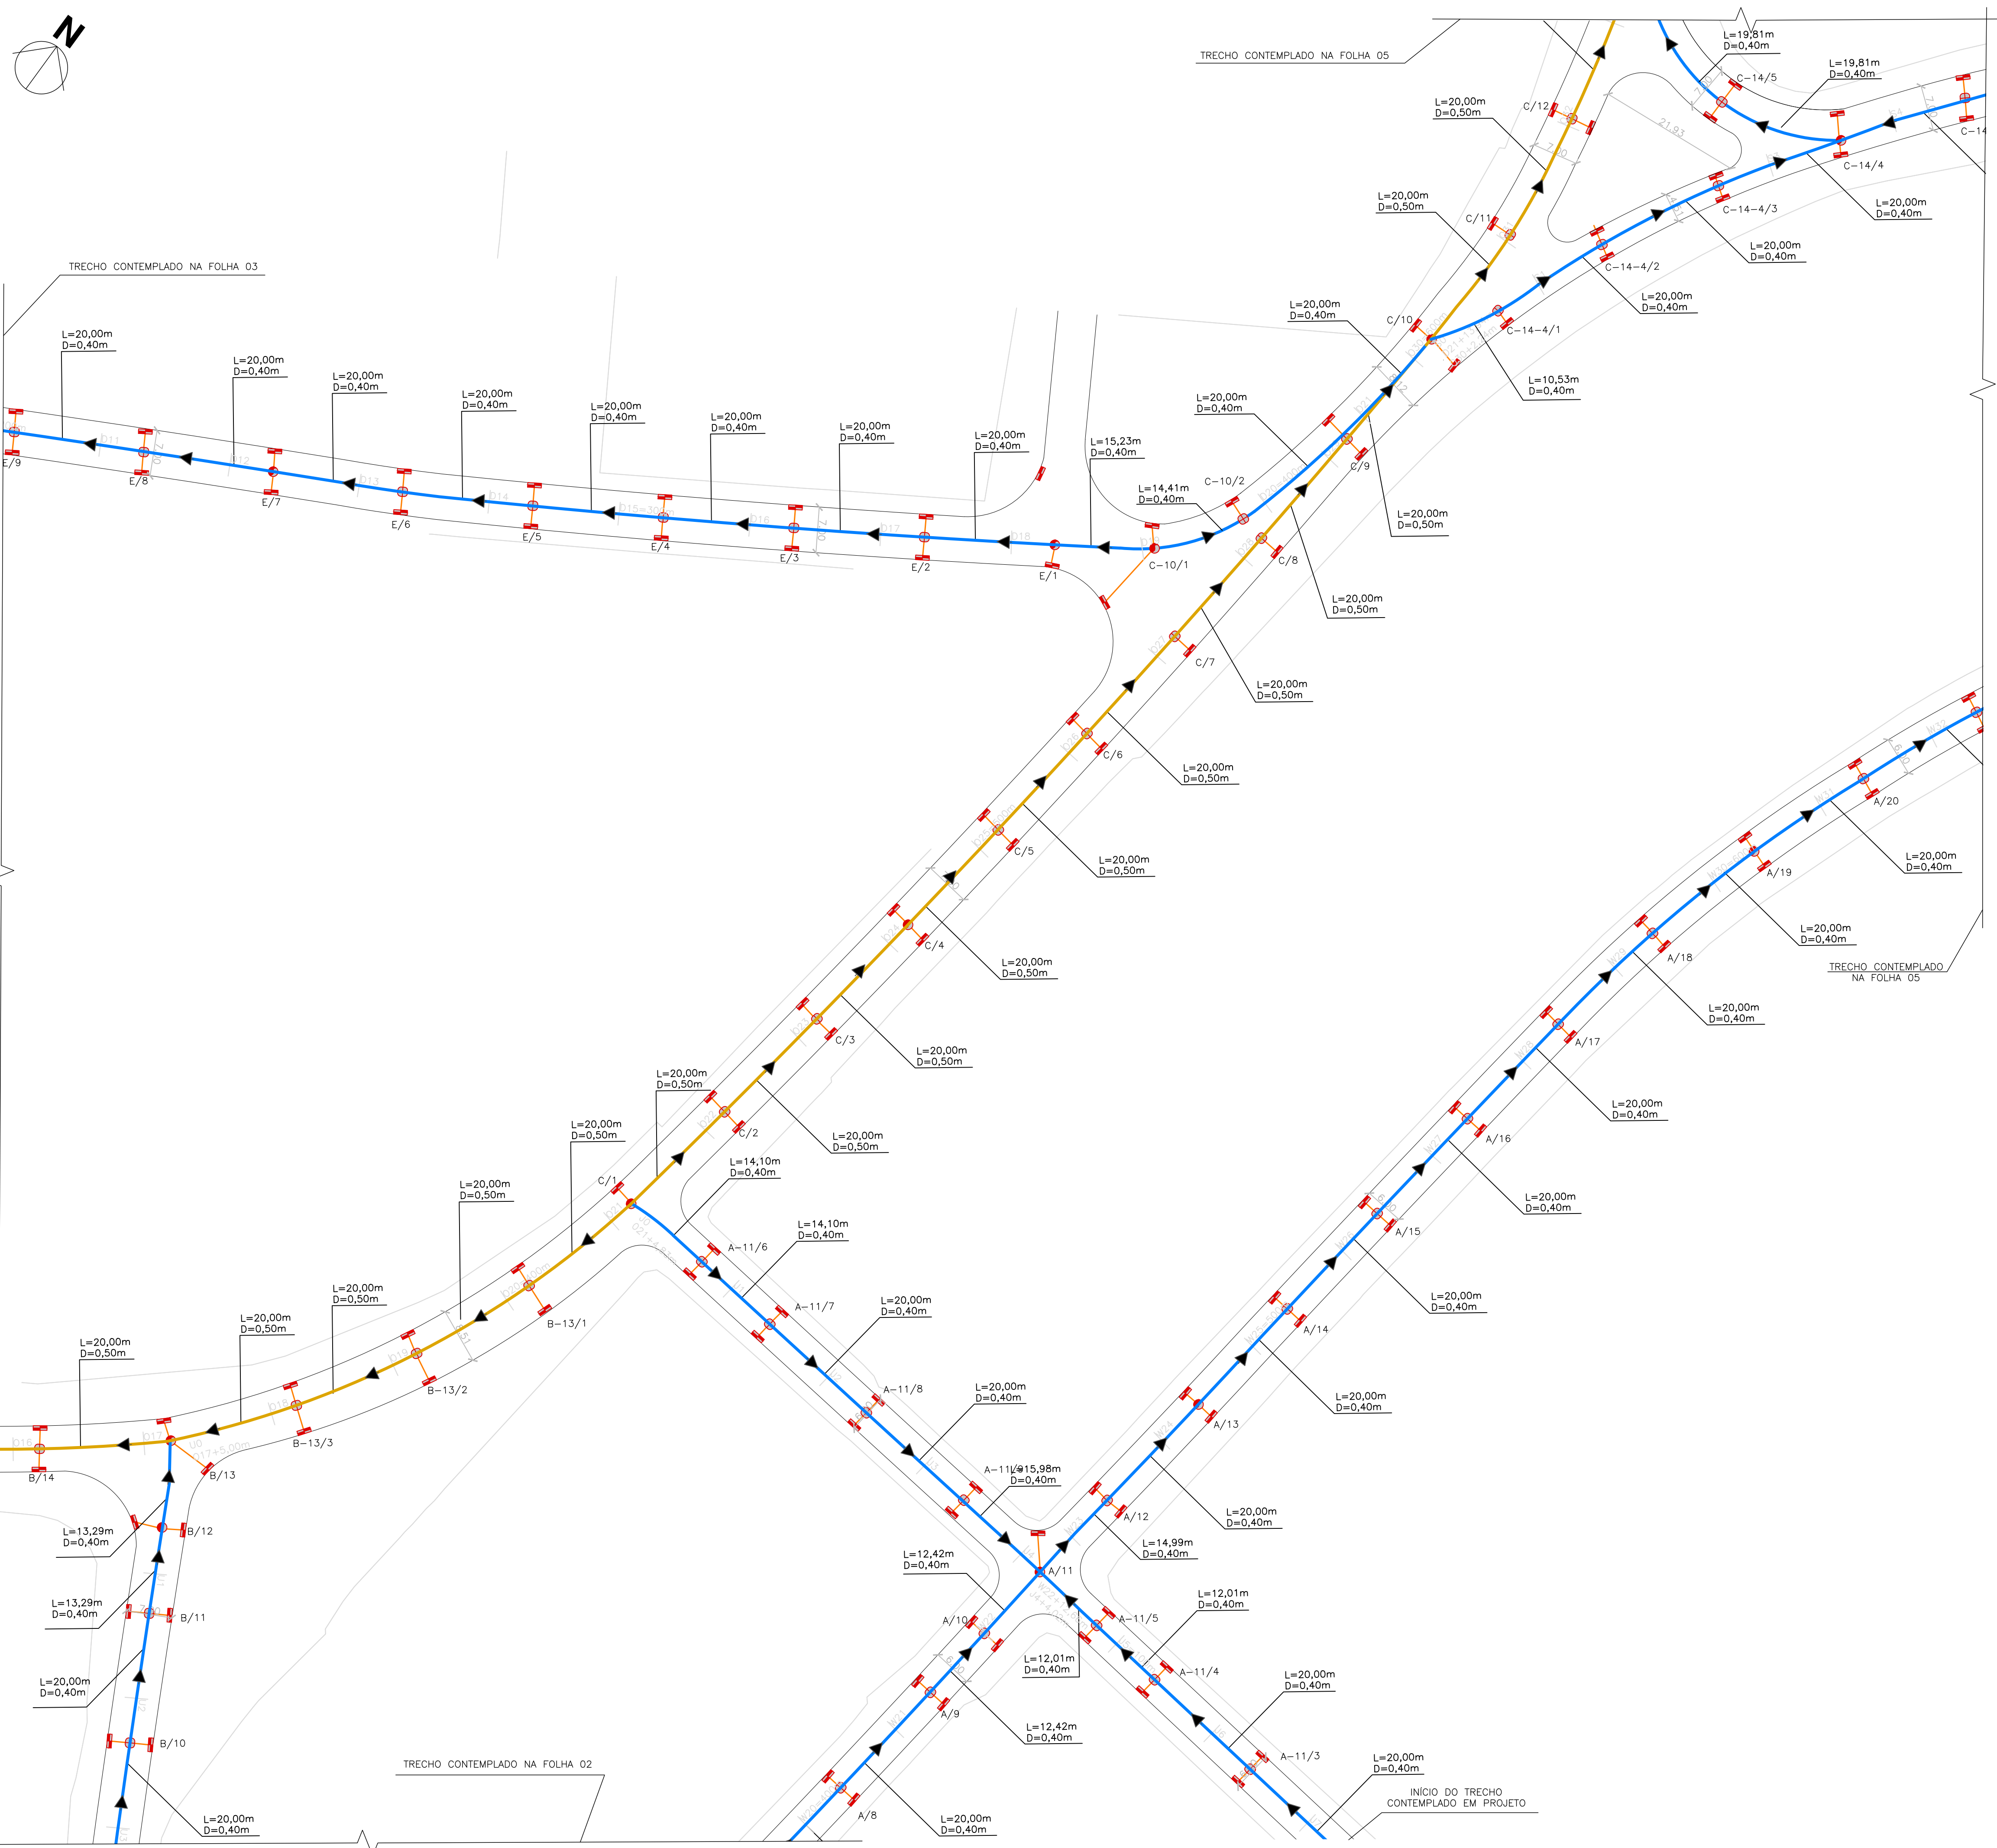 N
TRECHO CONTEMPLADO NA FOLHA 05
L=19,81m
D=0,40m
L=19,81m
D=0,40m
C-14/5
C-14
C-14/4
L=20,00m
D=0,50m
C/12
21,93
7,00
C-14-4/3
L=20,00m
D=0,40m
L=20,00m
D=0,50m
C/11
C-14-4/2
L=20,00m
D=0,40m
TRECHO CONTEMPLADO NA FOLHA 03
L=20,00m
D=0,40m
L=20,00m
D=0,40m
C/10
C-14-4/1
L=10,53m
D=0,40m
L=20,00m
D=0,40m
L=20,00m
D=0,40m
L=20,00m
D=0,40m
L=20,00m
D=0,40m
L=20,00m
D=0,40m
L=20,00m
D=0,40m
L=20,00m
D=0,40m
L=20,00m
D=0,40m
L=15,23m
D=0,40m
L=20,00m
D=0,40m
E/9
E/8
E/7
E/6
E/5
E/4
E/3
E/2
E/1
C-10/1
L=14,41m
D=0,40m
C-10/2
C/9
L=20,00m
D=0,50m
C/8
L=20,00m
D=0,50m
C/7
L=20,00m
D=0,50m
C/6
L=20,00m
D=0,50m
C/5
L=20,00m
D=0,50m
C/4
L=20,00m
D=0,50m
C/3
L=20,00m
D=0,50m
C/2
L=20,00m
D=0,50m
L=20,00m
D=0,50m
C/1
L=20,00m
D=0,50m
L=20,00m
D=0,50m
L=20,00m
D=0,50m
L=20,00m
D=0,50m
L=20,00m
D=0,50m
B-13/1
B-13/2
B-13/3
B/13
B/14
B/12
L=13,29m
D=0,40m
B/11
L=13,29m
D=0,40m
L=20,00m
D=0,40m
B/10
L=20,00m
D=0,40m
L=14,10m
D=0,40m
A-11/6
L=14,10m
D=0,40m
A-11/7
L=20,00m
D=0,40m
A-11/8
L=20,00m
D=0,40m
A-11/9
L=15,98m
D=0,40m
A/20
L=20,00m
D=0,40m
A/19
L=20,00m
D=0,40m
TRECHO CONTEMPLADO
NA FOLHA 05
A/18
L=20,00m
D=0,40m
A/17
L=20,00m
D=0,40m
A/16
L=20,00m
D=0,40m
A/15
L=20,00m
D=0,40m
A/14
L=20,00m
D=0,40m
A/13
L=20,00m
D=0,40m
A/12
L=14,99m
D=0,40m
A/11
L=12,42m
D=0,40m
A/10
L=12,01m
D=0,40m
A-11/5
L=12,01m
D=0,40m
A-11/4
L=20,00m
D=0,40m
A/9
L=12,42m
D=0,40m
A-11/3
L=20,00m
D=0,40m
A/8
L=20,00m
D=0,40m
TRECHO CONTEMPLADO NA FOLHA 02
INÍCIO DO TRECHO
CONTEMPLADO EM PROJETO